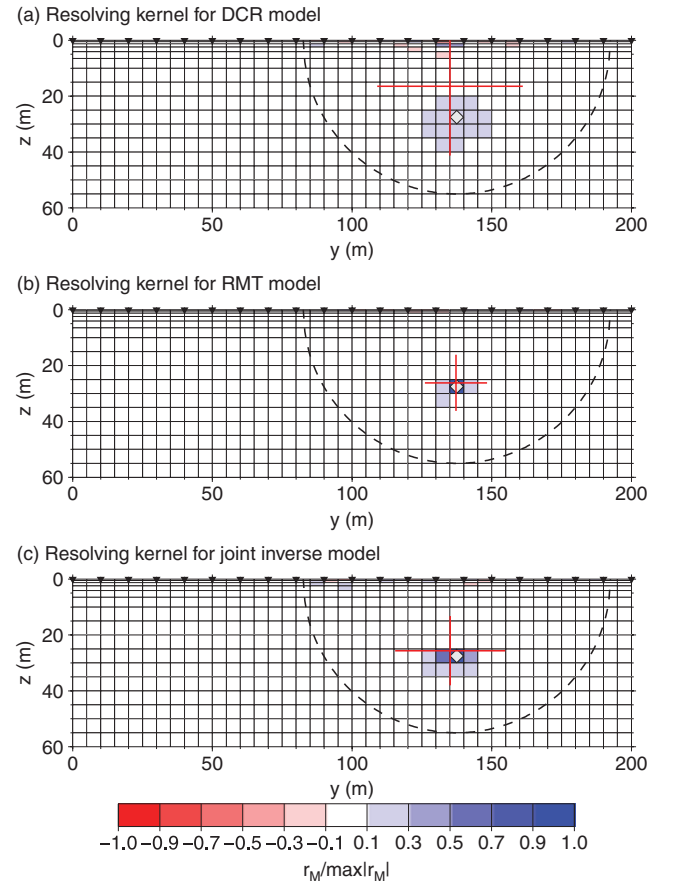 (a) Resolving kernel for DCR model
0
20
40
60
z (m)
0 50 100 150 200
y (m)
(b) Resolving kernel for RMT model
0
20
40
60
z (m)
0 50 100 150 200
y (m)
(c) Resolving kernel for joint inverse model
0
20
40
60
z (m)
0 50 100 150 200
y (m)
−1.0 −0.9 −0.7 −0.5 −0.3 −0.1 0.1 0.3 0.5 0.7 0.9 1.0
r_M/max|r_M|